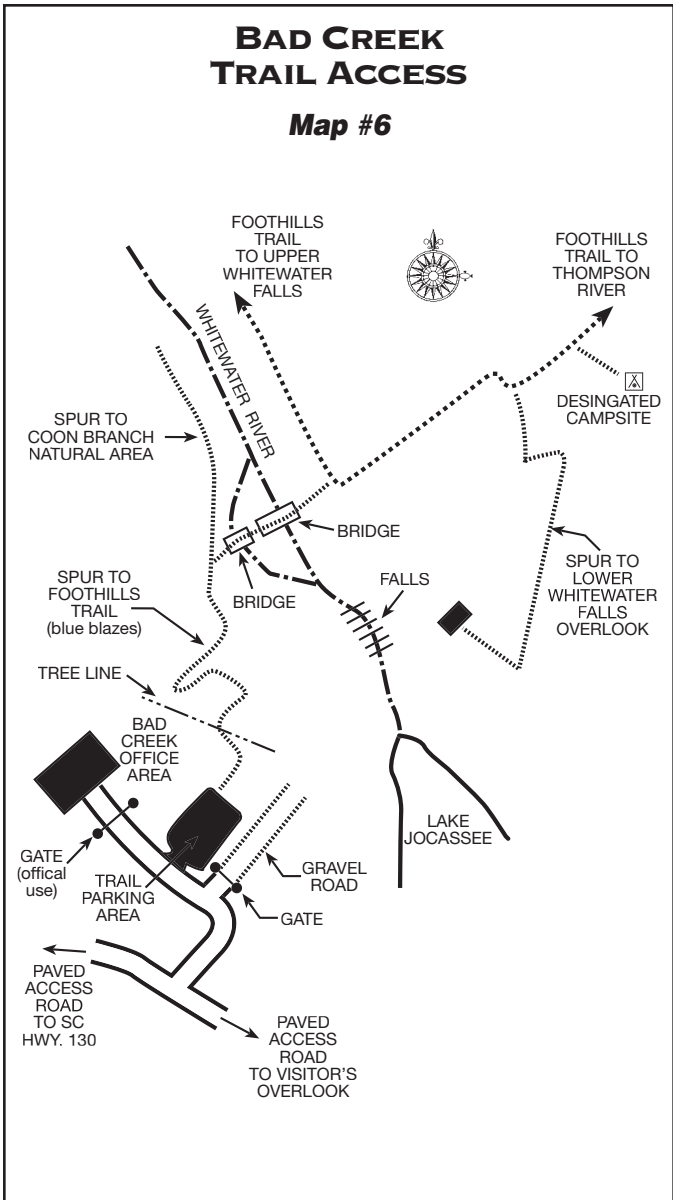 BAD CREEK
TRAIL ACCESS
Map #6
FOOTHILLS
TRAIL
TO UPPER
WHITEWATER
FALLS
FOOTHILLS
TRAIL TO
THOMPSON
RIVER
WHITEWATER RIVER
DESINGATED
CAMPSITE
SPUR TO
COON BRANCH
NATURAL AREA
BRIDGE
BRIDGE
SPUR TO
FOOTHILLS
TRAIL
(blue blazes)
FALLS
SPUR TO
LOWER
WHITEWATER
FALLS
OVERLOOK
TREE LINE
BAD
CREEK
OFFICE
AREA
LAKE
JOCASSEE
GATE
(offical
use)
TRAIL
PARKING
AREA
GRAVEL
ROAD
GATE
PAVED
ACCESS
ROAD
TO SC
HWY. 130
PAVED
ACCESS
ROAD
TO VISITOR'S
OVERLOOK